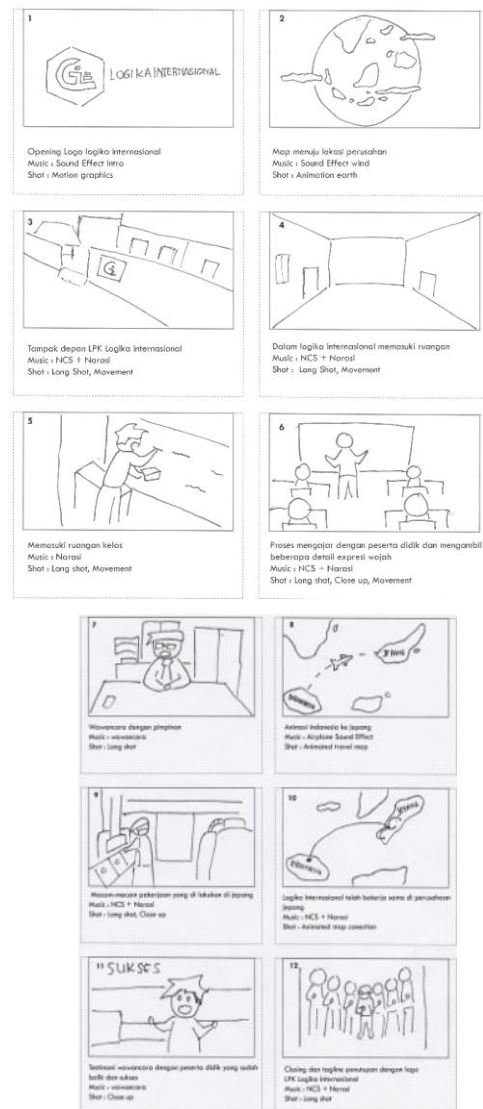 1
GIE LOGIKA INTERNASIONAL
Opening Logo logika internasional
Music : Sound Effect intro
Shot : Motion graphics
2
Map menuju lokasi perusahan
Music : Sound Effect wind
Shot : Animation earth
3
Tampak depan LPK Logika internasional
Music : NCS + Narasi
Shot : Long Shot, Movement
4
Dalam logika internasional memasuki ruangan
Music : NCS + Narasi
Shot : Long Shot, Movement
5
Memasuki ruangan kelas
Music : Narasi
Shot : Long shot, Movement
6
Proses mengajar dengan peserta didik dan mengambil
beberapa detail expresi wajah
Music : NCS + Narasi
Shot : Long shot, Close up, Movement
7
Wawancara dengan pimpinan
Music : wawancara
Shot : Long shot
8
JEPANG
INDONESIA
Animasi Indonesia ke jepang
Music : Airplane Sound Effect
Shot : Animated travel map
9
Macam-macam pekerjaan yang di lakukan di jepang
Music : NCS + Narasi
Shot : Long shot, Close up
10
JEPANG
INDONESIA
Logika internasional telah bekerja sama di perusahaan
jepang
Music : NCS + Narasi
Shot : Animated map conection
11 SUKSES
Testimoni wawancara dengan peserta didik yang sudah
balik dan sukses
Music : wawancara
Shot : Close up
12
Closing dan tagline penutupan dengan logo
LPK Logika Internasional
Music : NCS + Narasi
Shot : Long shot